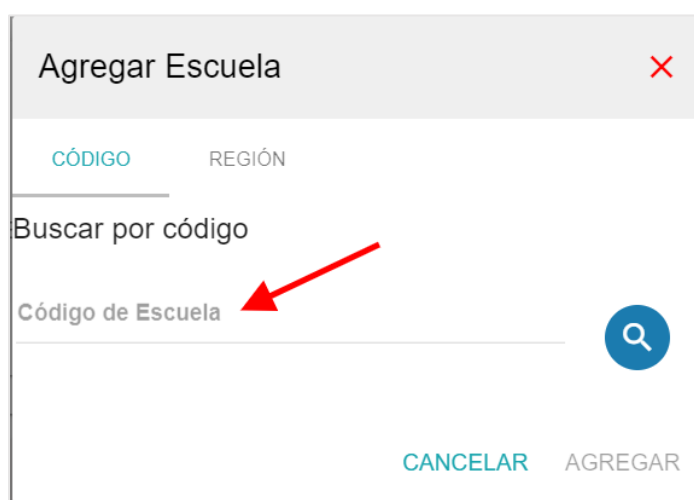 Agregar Escuela
CÓDIGO REGIÓN
Buscar por código
Código de Escuela
CANCELAR AGREGAR